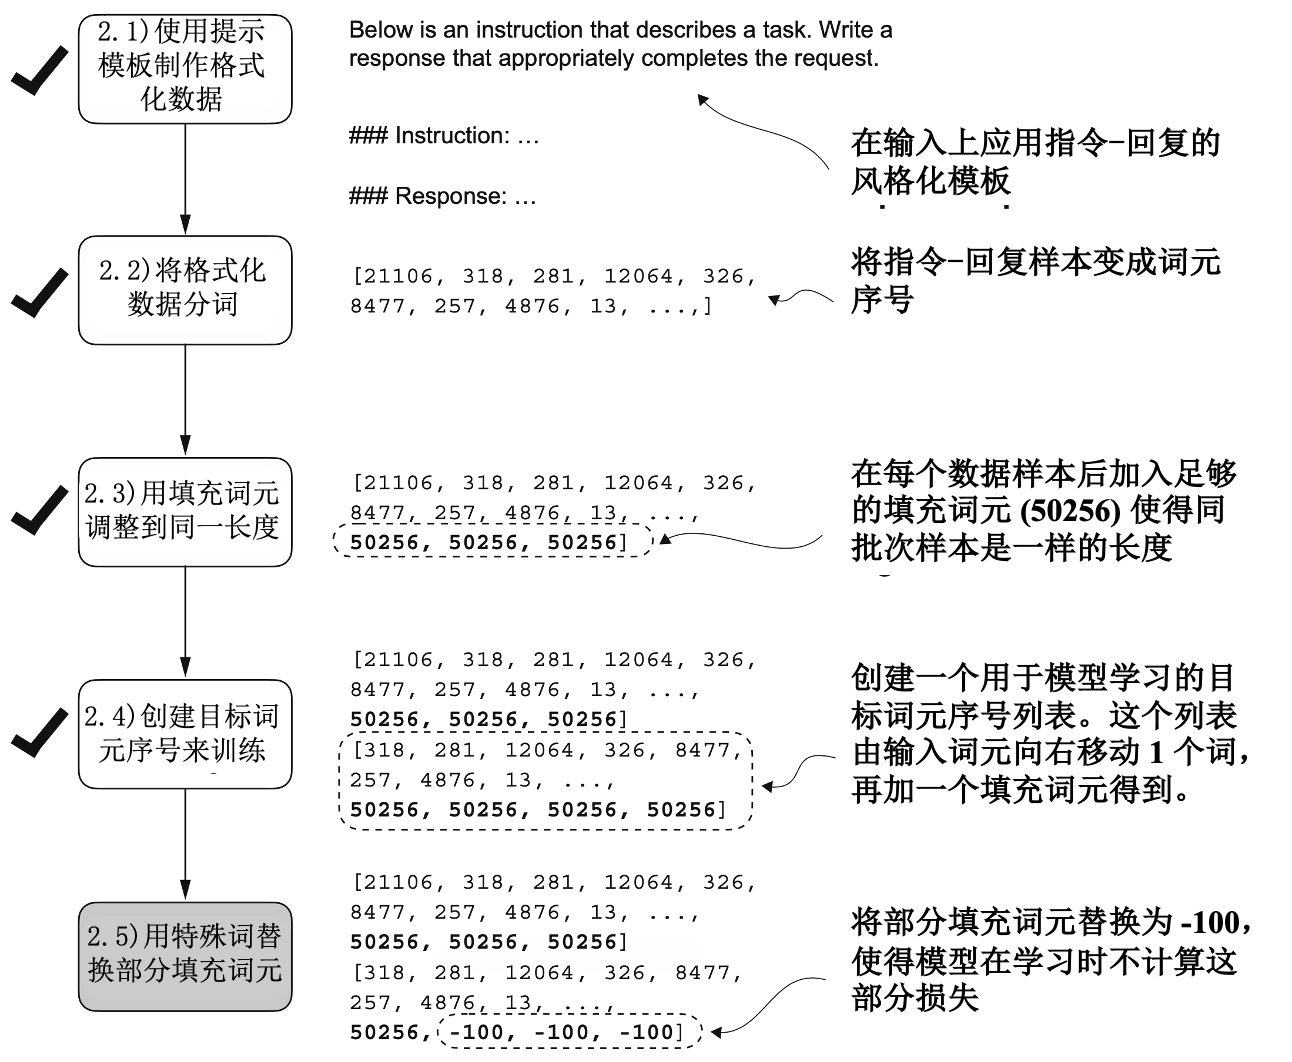 2.1)使用提示
模板制作格式
化数据
Below is an instruction that describes a task. Write a
response that appropriately completes the request.
### Instruction: …
### Response: …
在输入上应用指令-回复的
风格化模板
2.2)将格式化
数据分词
[21106, 318, 281, 12064, 326,
8477, 257, 4876, 13, ...,]
将指令-回复样本变成词元
序号
2.3)用填充词元
调整到同一长度
[21106, 318, 281, 12064, 326,
8477, 257, 4876, 13, ...,
50256, 50256, 50256]
在每个数据样本后加入足够
的填充词元 (50256) 使得同
批次样本是一样的长度
2.4)创建目标词
元序号来训练
[21106, 318, 281, 12064, 326,
8477, 257, 4876, 13, ...,
50256, 50256, 50256]
[318, 281, 12064, 326, 8477,
257, 4876, 13, ...,
50256, 50256, 50256, 50256]
创建一个用于模型学习的目
标词元序号列表。这个列表
由输入词元向右移动 1 个词，
再加一个填充词元得到。
2.5)用特殊词替
换部分填充词元
[21106, 318, 281, 12064, 326,
8477, 257, 4876, 13, ...,
50256, 50256, 50256]
[318, 281, 12064, 326, 8477,
257, 4876, 13, ...,
50256, -100, -100, -100]
将部分填充词元替换为 -100，
使得模型在学习时不计算这
部分损失